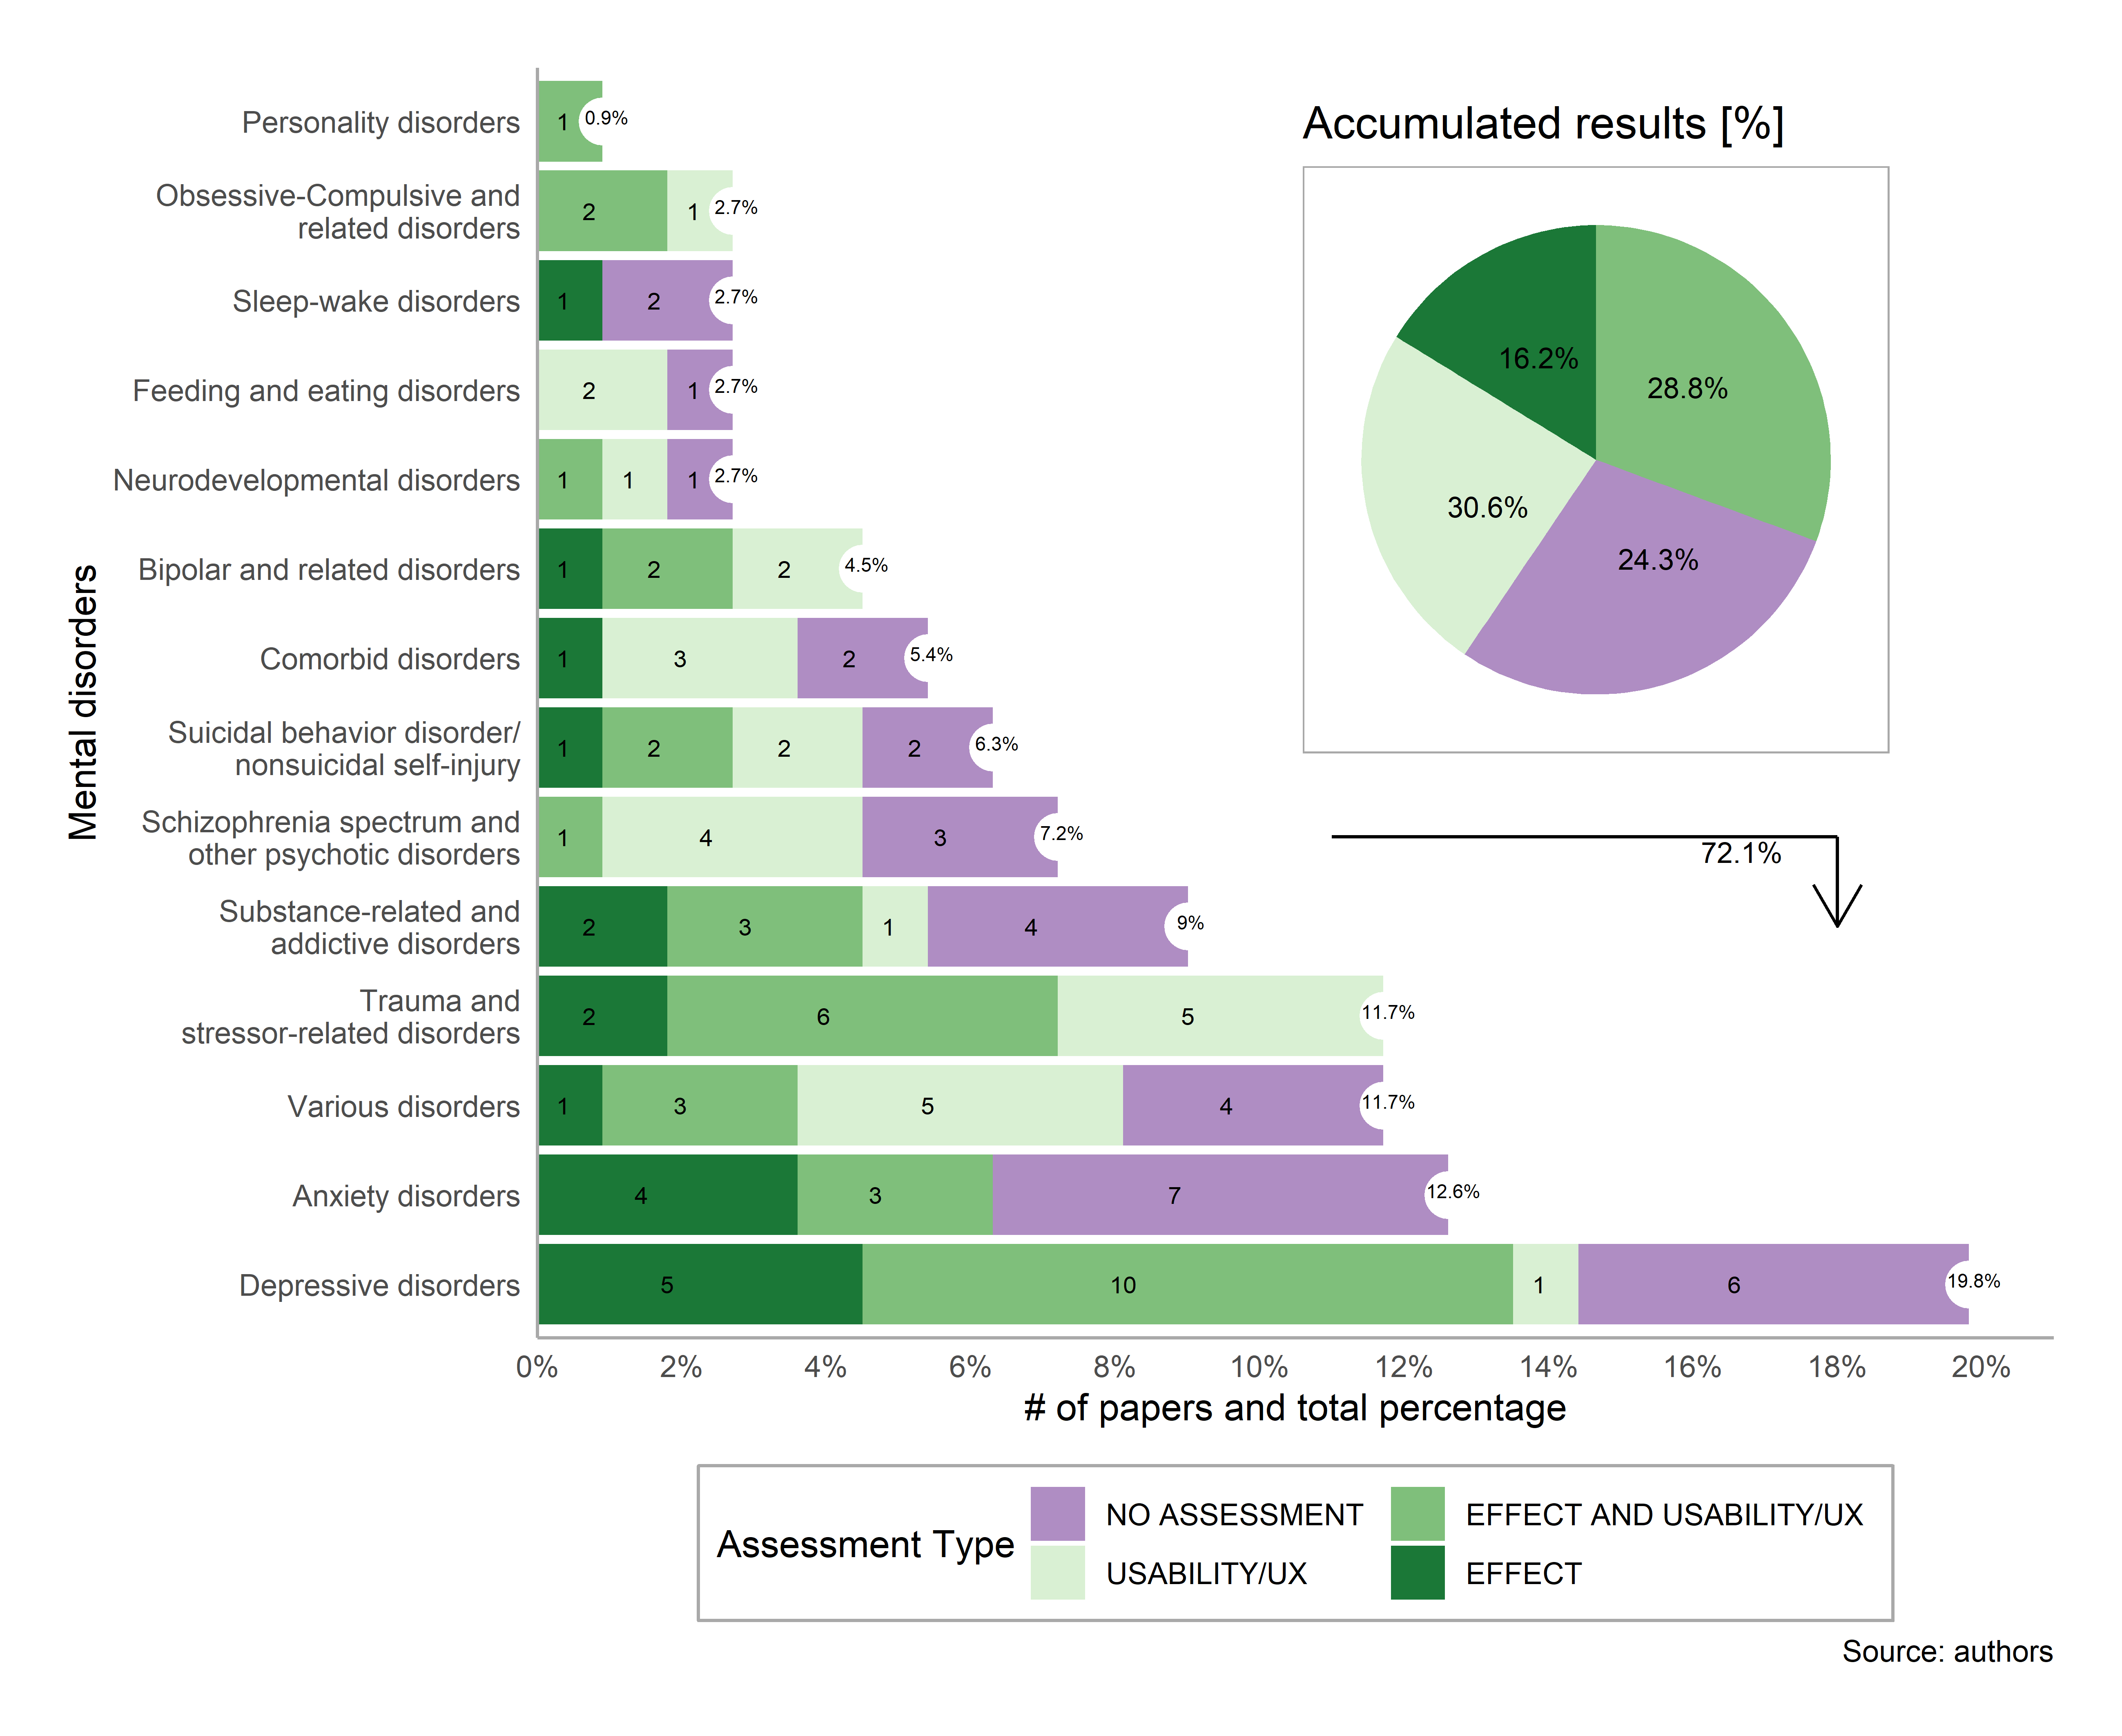 Accumulated results [%]
16.2%
28.8%
30.6%
24.3%
72.1%
Mental disorders
Personality disorders
1 0.9%
Obsessive-Compulsive and
related disorders
2 1 2.7%
Sleep-wake disorders
1 2 2.7%
Feeding and eating disorders
2 1 2.7%
Neurodevelopmental disorders
1 1 1 2.7%
Bipolar and related disorders
1 2 2 4.5%
Comorbid disorders
1 3 2 5.4%
Suicidal behavior disorder/
nonsuicidal self-injury
1 2 2 2 6.3%
Schizophrenia spectrum and
other psychotic disorders
1 4 3 7.2%
Substance-related and
addictive disorders
2 3 1 4 9%
Trauma and
stressor-related disorders
2 6 5 11.7%
Various disorders
1 3 5 4 11.7%
Anxiety disorders
4 3 7 12.6%
Depressive disorders
5 10 1 6 19.8%
0% 2% 4% 6% 8% 10% 12% 14% 16% 18% 20%
# of papers and total percentage
Assessment Type
NO ASSESSMENT
EFFECT AND USABILITY/UX
USABILITY/UX
EFFECT
Source: authors